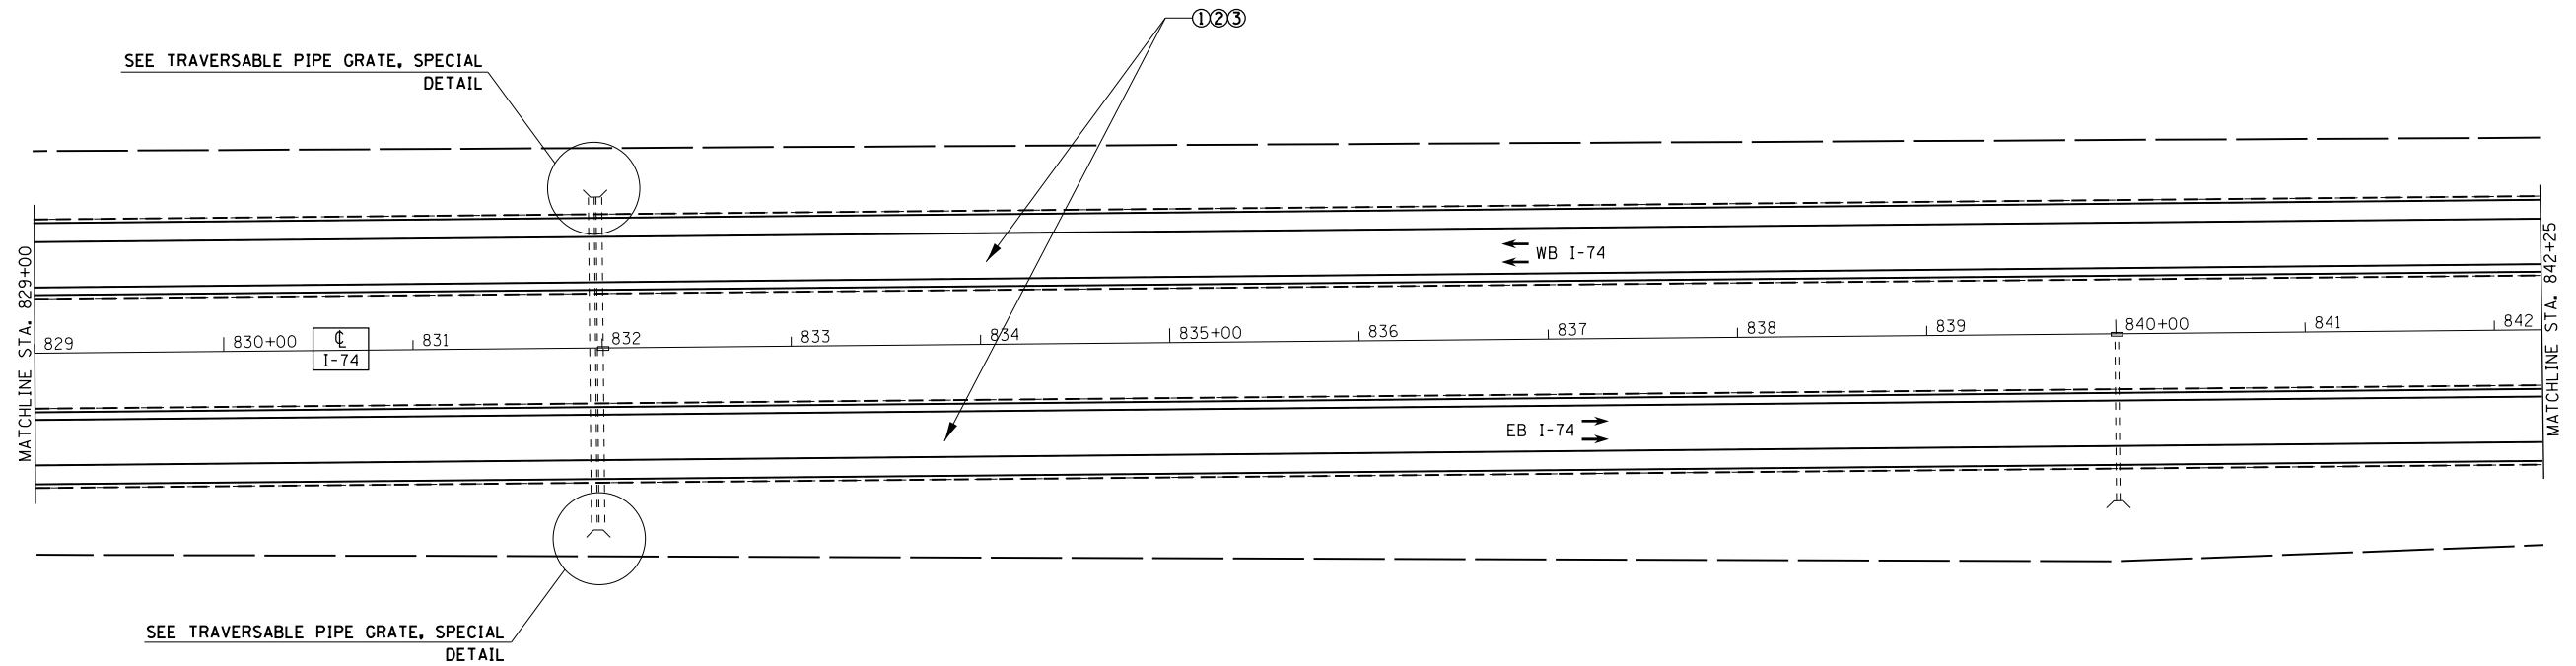 ①②③
SEE TRAVERSABLE PIPE GRATE, SPECIAL
DETAIL
MATCHLINE STA. 829+00
MATCHLINE STA. 842+25
WB I-74
829
830+00
℄
I-74
831
832
833
834
835+00
836
837
838
839
840+00
841
842
EB I-74
SEE TRAVERSABLE PIPE GRATE, SPECIAL
DETAIL